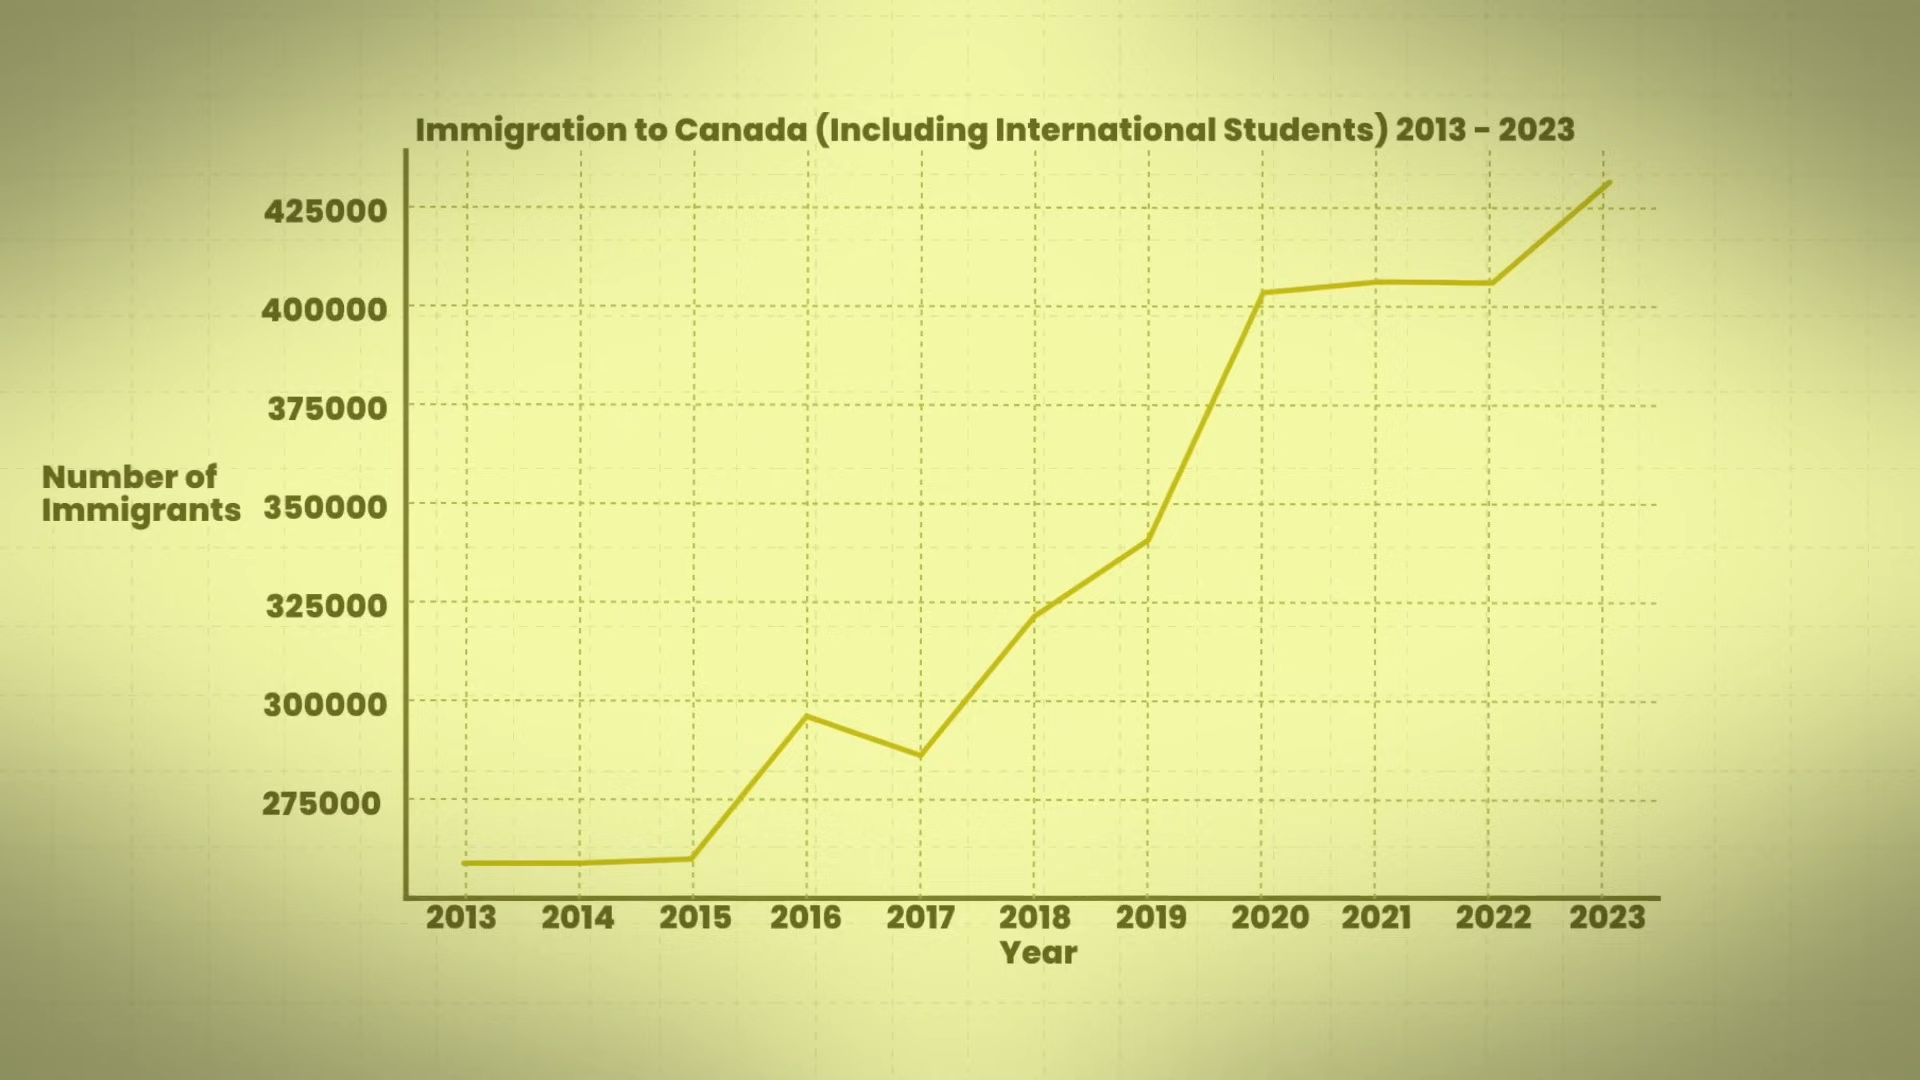 Immigration to Canada (Including International Students) 2013 - 2023
425000
400000
375000
Number of
Immigrants
350000
325000
300000
275000
2013 2014 2015 2016 2017 2018 2019 2020 2021 2022 2023
Year